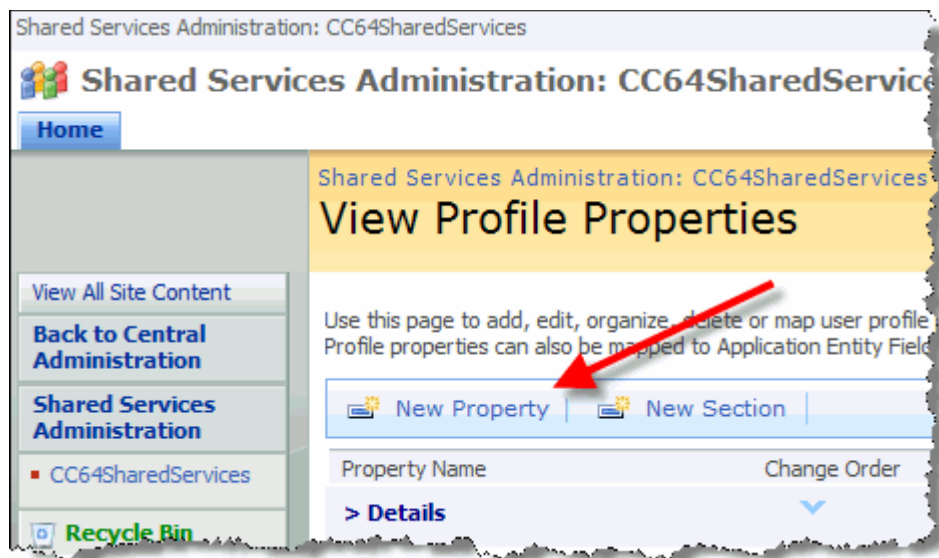 Shared Services Administration: CC64SharedServices
Shared Services Administration: CC64SharedService
Home
Shared Services Administration: CC64SharedServices
View Profile Properties
View All Site Content
Back to Central
Administration
Shared Services
Administration
CC64SharedServices
Recycle Bin
Use this page to add, edit, organize, delete or map user profile
Profile properties can also be mapped to Application Entity Field
New Property | New Section
Property Name Change Order
> Details